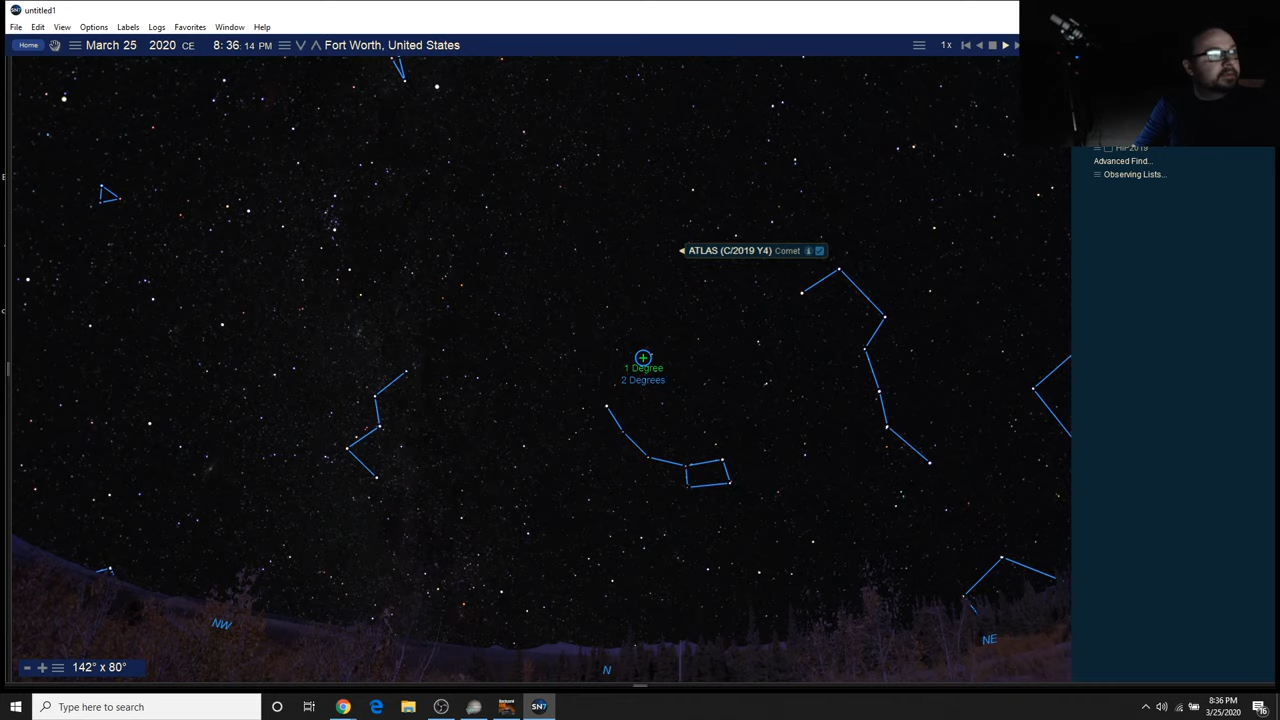 untitled1
File Edit View Options Labels Logs Favorites Window Help
Home March 25 2020 CE 8:36:14 PM Fort Worth, United States 1x
HIP2019
Advanced Find...
Observing Lists...
ATLAS (C/2019 Y4) Comet
1 Degree
2 Degrees
NW
NE
N
142° x 80°
Type here to search
SN7
8:36 PM
3/25/2020